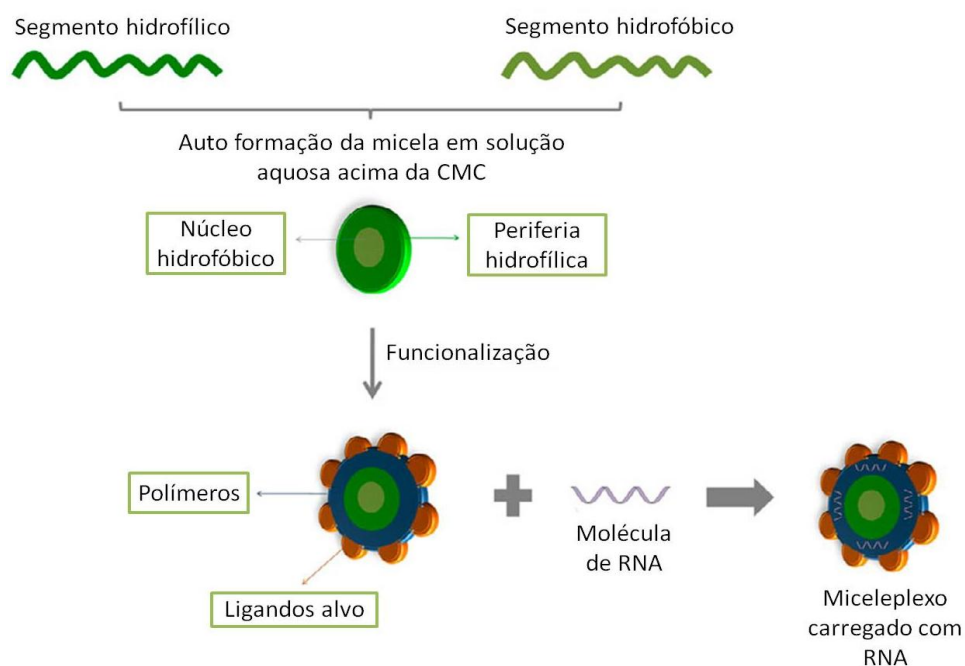 Segmento hidrofílico
Segmento hidrofóbico
Auto formação da micela em solução
aquosa acima da CMC
Núcleo
hidrofóbico
Periferia
hidrofílica
Funcionalização
Polímeros
Ligandos alvo
Molécula
de RNA
Miceleplexo
carregado com
RNA